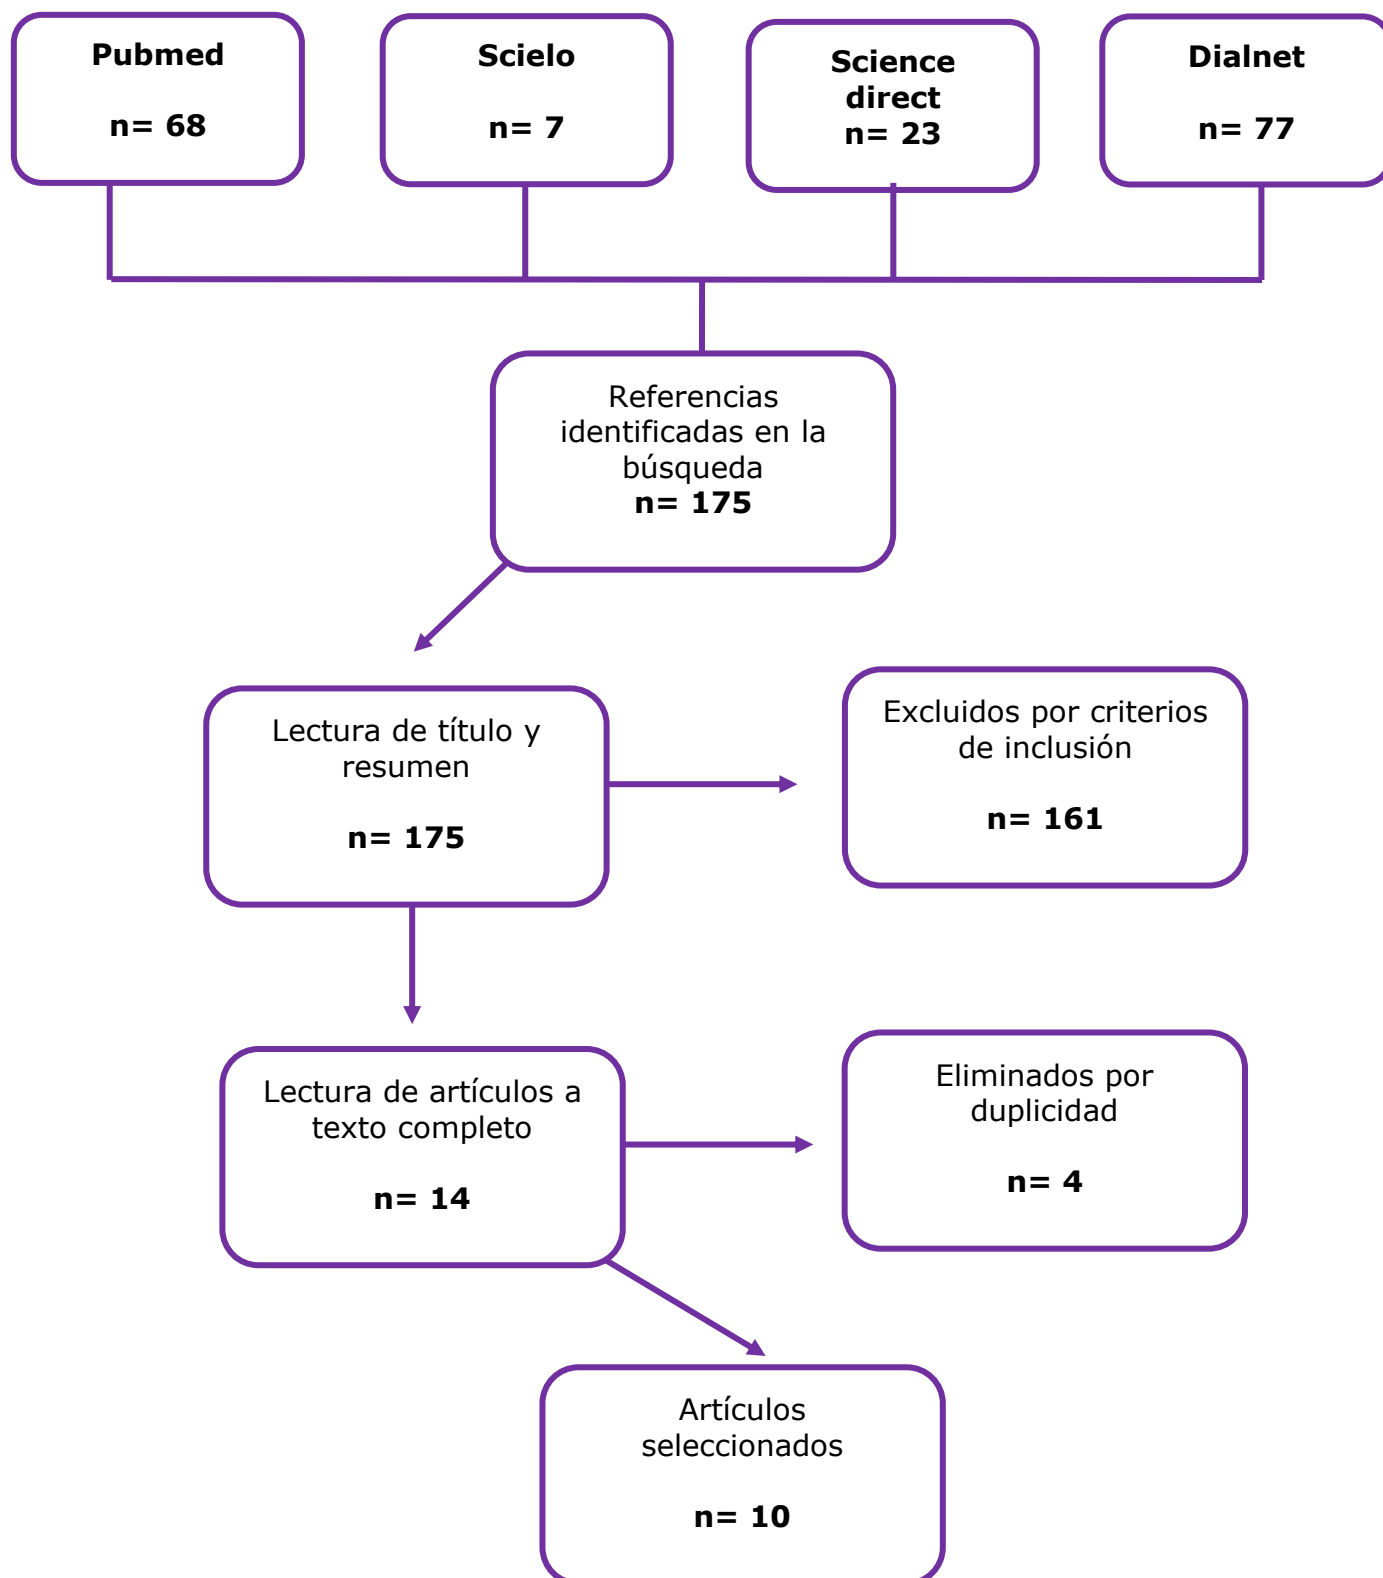 Pubmed
n= 68
Scielo
n= 7
Science
direct
n= 23
Dialnet
n= 77
Referencias
identificadas en la
búsqueda
n= 175
Lectura de título y
resumen
n= 175
Excluidos por criterios
de inclusión
n= 161
Lectura de artículos a
texto completo
n= 14
Eliminados por
duplicidad
n= 4
Artículos
seleccionados
n= 10